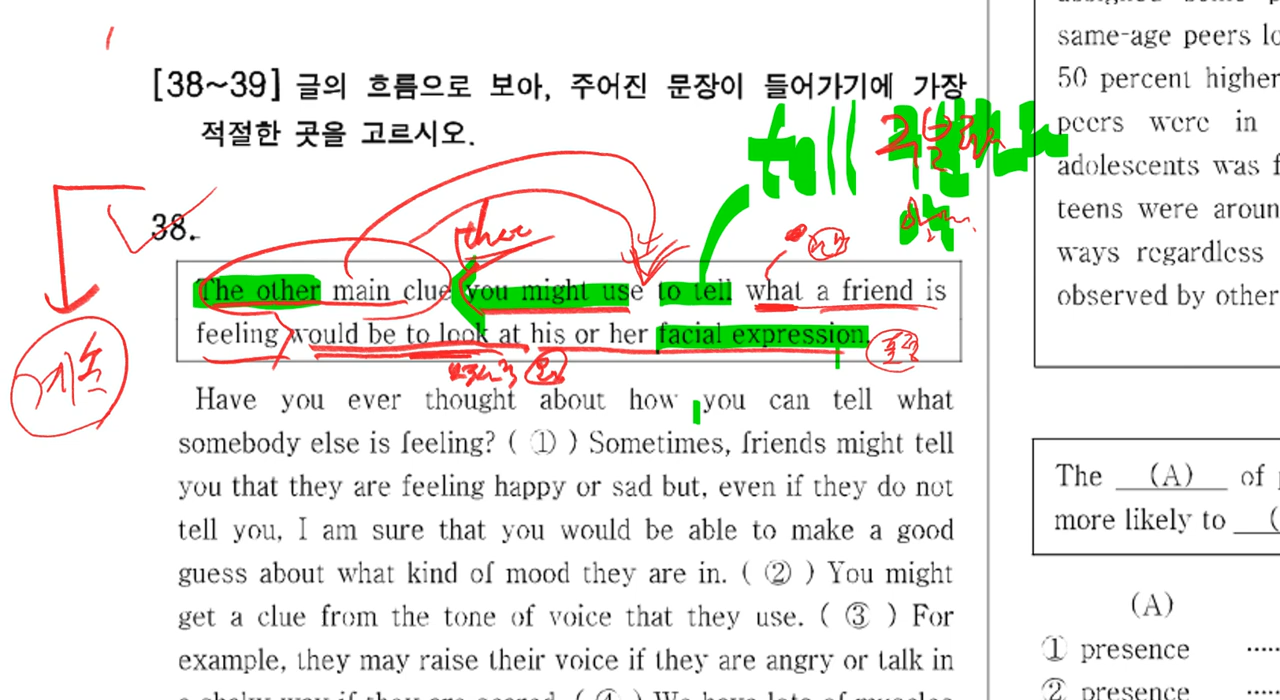 [38~39] 글의 흐름으로 보아, 주어진 문장이 들어가기에 가장
적절한 곳을 고르시오.
tell 구별하다
38.
The other main clue you might use to tell what a friend is
feeling would be to look at his or her facial expression.
Have you ever thought about how you can tell what
somebody else is feeling? ( ① ) Sometimes, friends might tell
you that they are feeling happy or sad but, even if they do not
tell you, I am sure that you would be able to make a good
guess about what kind of mood they are in. ( ② ) You might
get a clue from the tone of voice that they use. ( ③ ) For
example, they may raise their voice if they are angry or talk in
same-age peers
50 percent higher
peers were in
adolescents was
teens were
ways regardless
observed by other
The (A) of
more likely to
(A)
① presence ·····
② presence